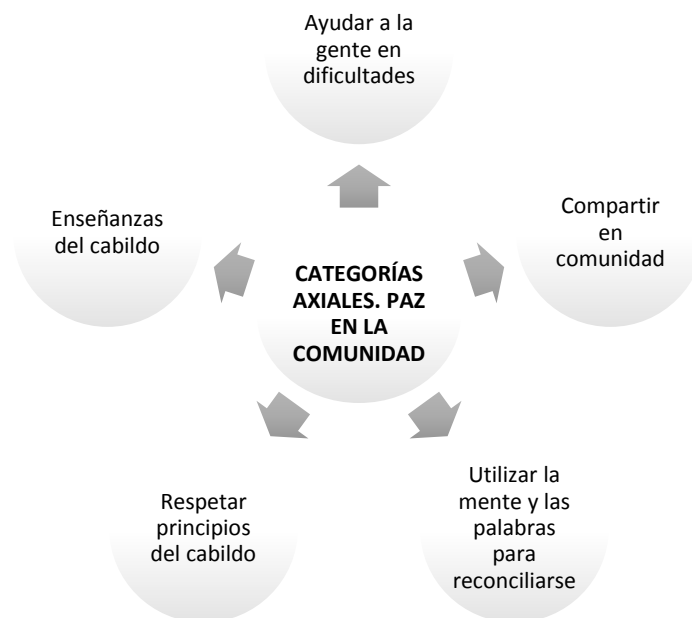 Ayudar a la
gente en
dificultades
Compartir
en
comunidad
Utilizar la
mente y las
palabras
para
reconciliarse
Respetar
principios
del cabildo
Enseñanzas
del cabildo
CATEGORÍAS
AXIALES. PAZ
EN LA
COMUNIDAD